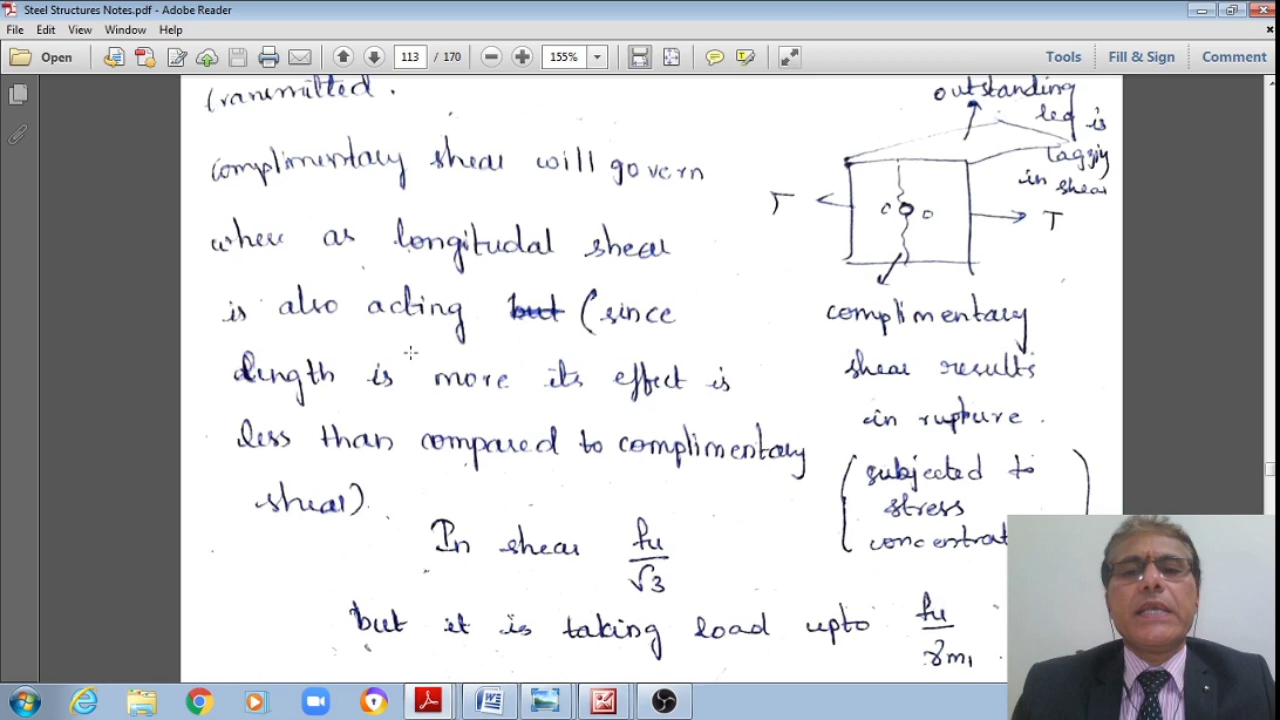 Steel Structures Notes.pdf - Adobe Reader
File Edit View Window Help
Open 113 / 170 155% Tools Fill & Sign Comment
Transmitted.
complimentary shear will govern
where as longitudal shear
is also acting but (since
length is more its effect is
less than compared to complimentary
shear)
In shear fu
√3
but it is taking load upto fu
γm1
outstanding
leg is
lagging
in shear
T
T
complimentary
shear results
in rupture.
(subjected to
stress
concentrat